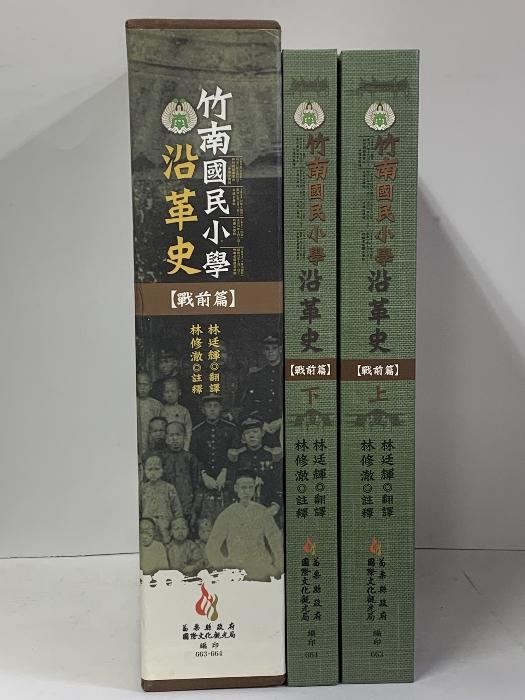 竹南國民小學
沿革史
【戰前篇】
林廷輝◎翻譯
林修澈◎註釋
苗栗縣政府
國際文化觀光局
編印
663-664
竹南國民小學
沿革史
【戰前篇】
下
林廷輝◎翻譯
林修澈◎註釋
苗栗縣政府
國際文化觀光局
編印
664
竹南國民小學
沿革史
【戰前篇】
上
林廷輝◎翻譯
林修澈◎註釋
苗栗縣政府
國際文化觀光局
編印
663